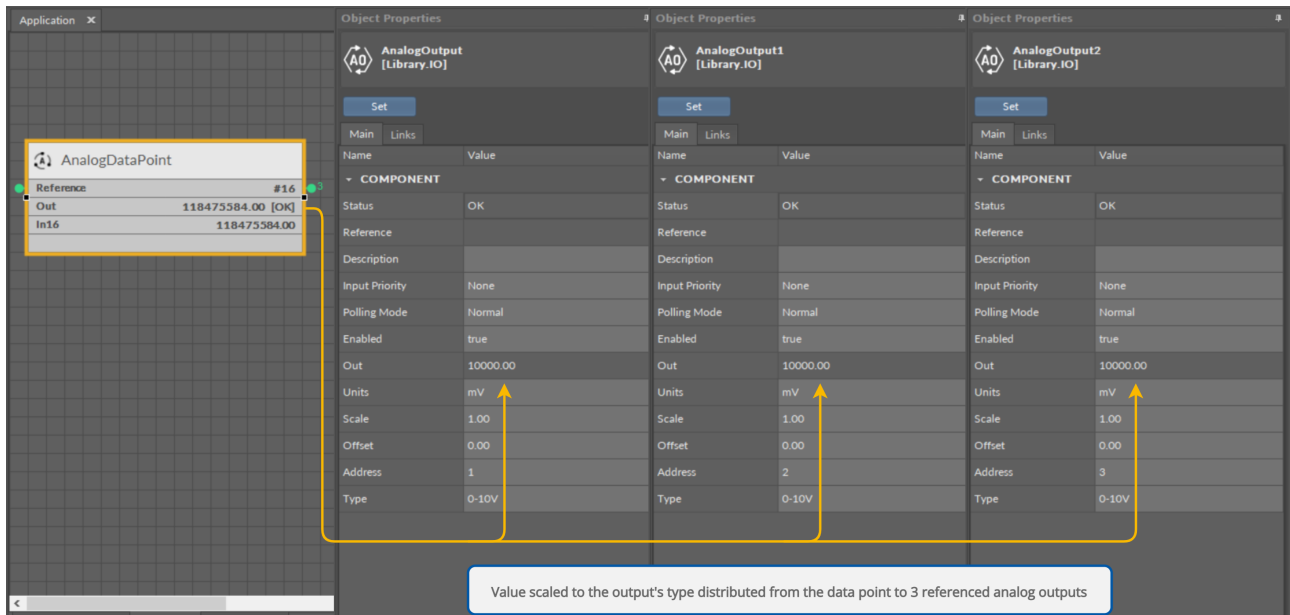 Application ×
AnalogDataPoint
Reference #16 3
Out 118475584.00 [OK]
In16 118475584.00
Object Properties
AO
AnalogOutput
[Library.IO]
Set
Main Links
Name Value
COMPONENT
Status OK
Reference
Description
Input Priority None
Polling Mode Normal
Enabled true
Out 10000.00
Units mV
Scale 1.00
Offset 0.00
Address 1
Type 0-10V
Object Properties
AO
AnalogOutput1
[Library.IO]
Set
Main Links
Name Value
COMPONENT
Status OK
Reference
Description
Input Priority None
Polling Mode Normal
Enabled true
Out 10000.00
Units mV
Scale 1.00
Offset 0.00
Address 2
Type 0-10V
Object Properties
AO
AnalogOutput2
[Library.IO]
Set
Main Links
Name Value
COMPONENT
Status OK
Reference
Description
Input Priority None
Polling Mode Normal
Enabled true
Out 10000.00
Units mV
Scale 1.00
Offset 0.00
Address 3
Type 0-10V
Value scaled to the output's type distributed from the data point to 3 referenced analog outputs